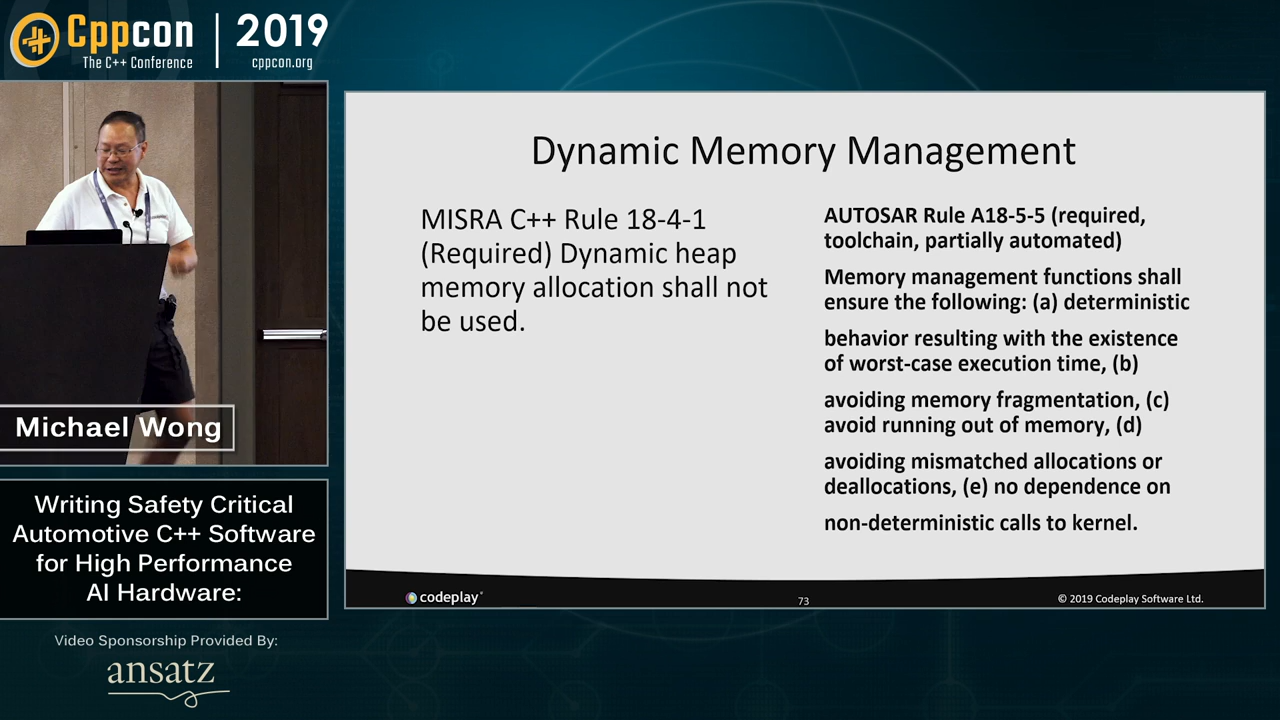 Cppcon
The C++ Conference
2019
cppcon.org
Michael Wong
Writing Safety Critical
Automotive C++ Software
for High Performance
AI Hardware:
Video Sponsorship Provided By:
ansatz
Dynamic Memory Management
MISRA C++ Rule 18-4-1
(Required) Dynamic heap
memory allocation shall not
be used.
AUTOSAR Rule A18-5-5 (required,
toolchain, partially automated)
Memory management functions shall
ensure the following: (a) deterministic
behavior resulting with the existence
of worst-case execution time, (b)
avoiding memory fragmentation, (c)
avoid running out of memory, (d)
avoiding mismatched allocations or
deallocations, (e) no dependence on
non-deterministic calls to kernel.
codeplay
73
© 2019 Codeplay Software Ltd.